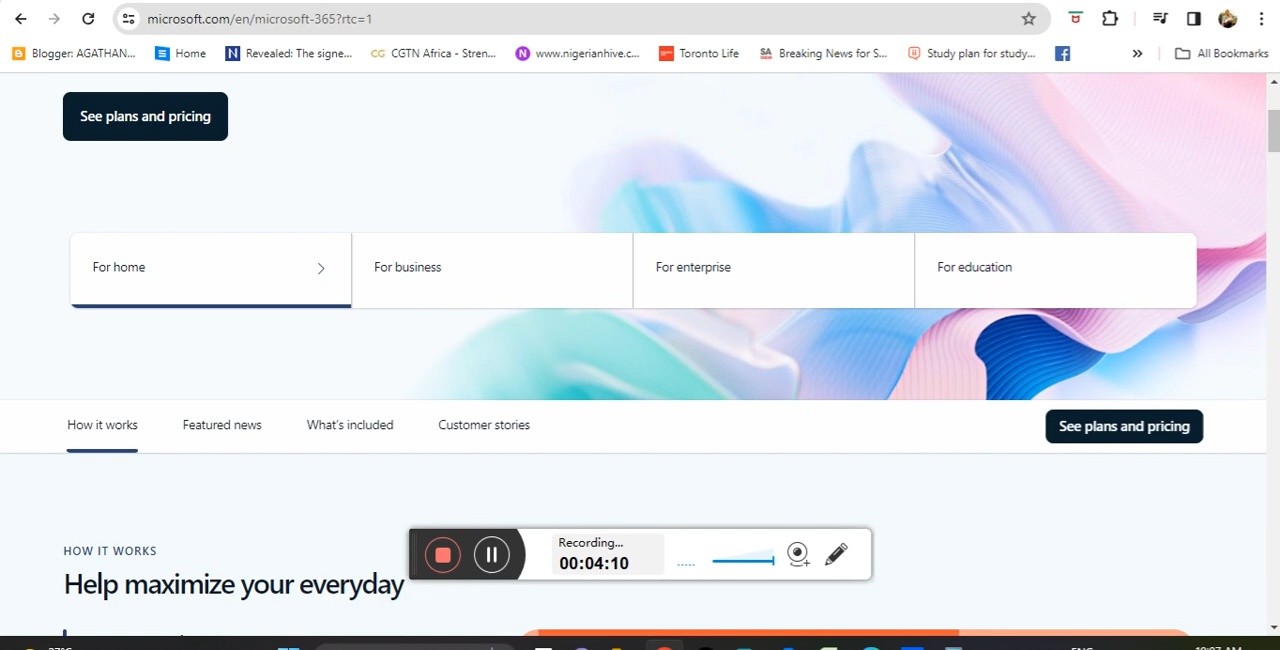 microsoft.com/en/microsoft-365?rtc=1
Blogger: AGATHAN... Home Revealed: The signe... CGTN Africa - Stren... www.nigerianhive.c... Toronto Life Breaking News for S... Study plan for study... All Bookmarks
See plans and pricing
For home For business For enterprise For education
How it works Featured news What's included Customer stories See plans and pricing
HOW IT WORKS
Help maximize your everyday
Recording...
00:04:10